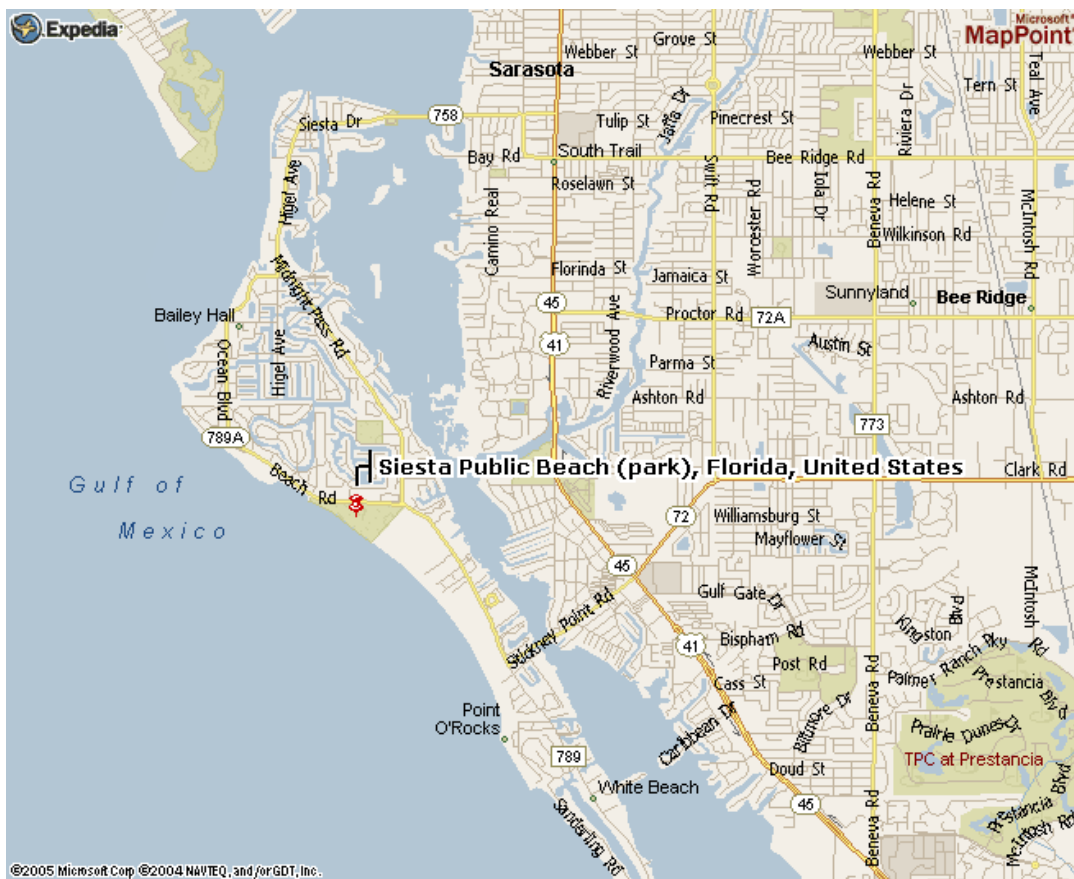 Expedia
Microsoft
MapPoint
Grove St
Webber St
Webber St
Sarasota
Tern St
Teal Ave
Siesta Dr
758
Tulip St
Jaffa Dr
Pinecrest St
Riviera Dr
Bay Rd
South Trail
Bee Ridge Rd
Higel Ave
Camino Real
Roselawn St
Swift Rd
Worcester Rd
Iola Dr
Beneva Rd
Helene St
McIntosh Rd
Wilkinson Rd
Midnight Pass Rd
Florinda St
Jamaica St
Sunnyland
Bee Ridge
45
Bailey Hall
Riverwood Ave
Proctor Rd
72A
41
Ocean Blvd
Higel Ave
Parma St
Austin St
Ashton Rd
Ashton Rd
789A
773
Siesta Public Beach (park), Florida, United States
Clark Rd
Gulf of
Mexico
Beach Rd
72
Williamsburg St
Mayflower St
45
Stickney Point Rd
Gulf Gate Dr
McIntosh Rd
Kingston Blvd
Bispham Rd
41
Post Rd
Beneva Rd
Palmer Ranch Pky
Prestancia Blvd
Cass St
Point
O'Rocks
Caribbean Dr
Biltmore Dr
Prairie Dunes St
789
Doud St
TPC at Prestancia
White Beach
45
Sanderling Rd
Beneva Rd
Prestancia Blvd
McIntosh Rd
©2005 Microsoft Corp ©2004 NAVTEQ, and/or GDT, Inc.